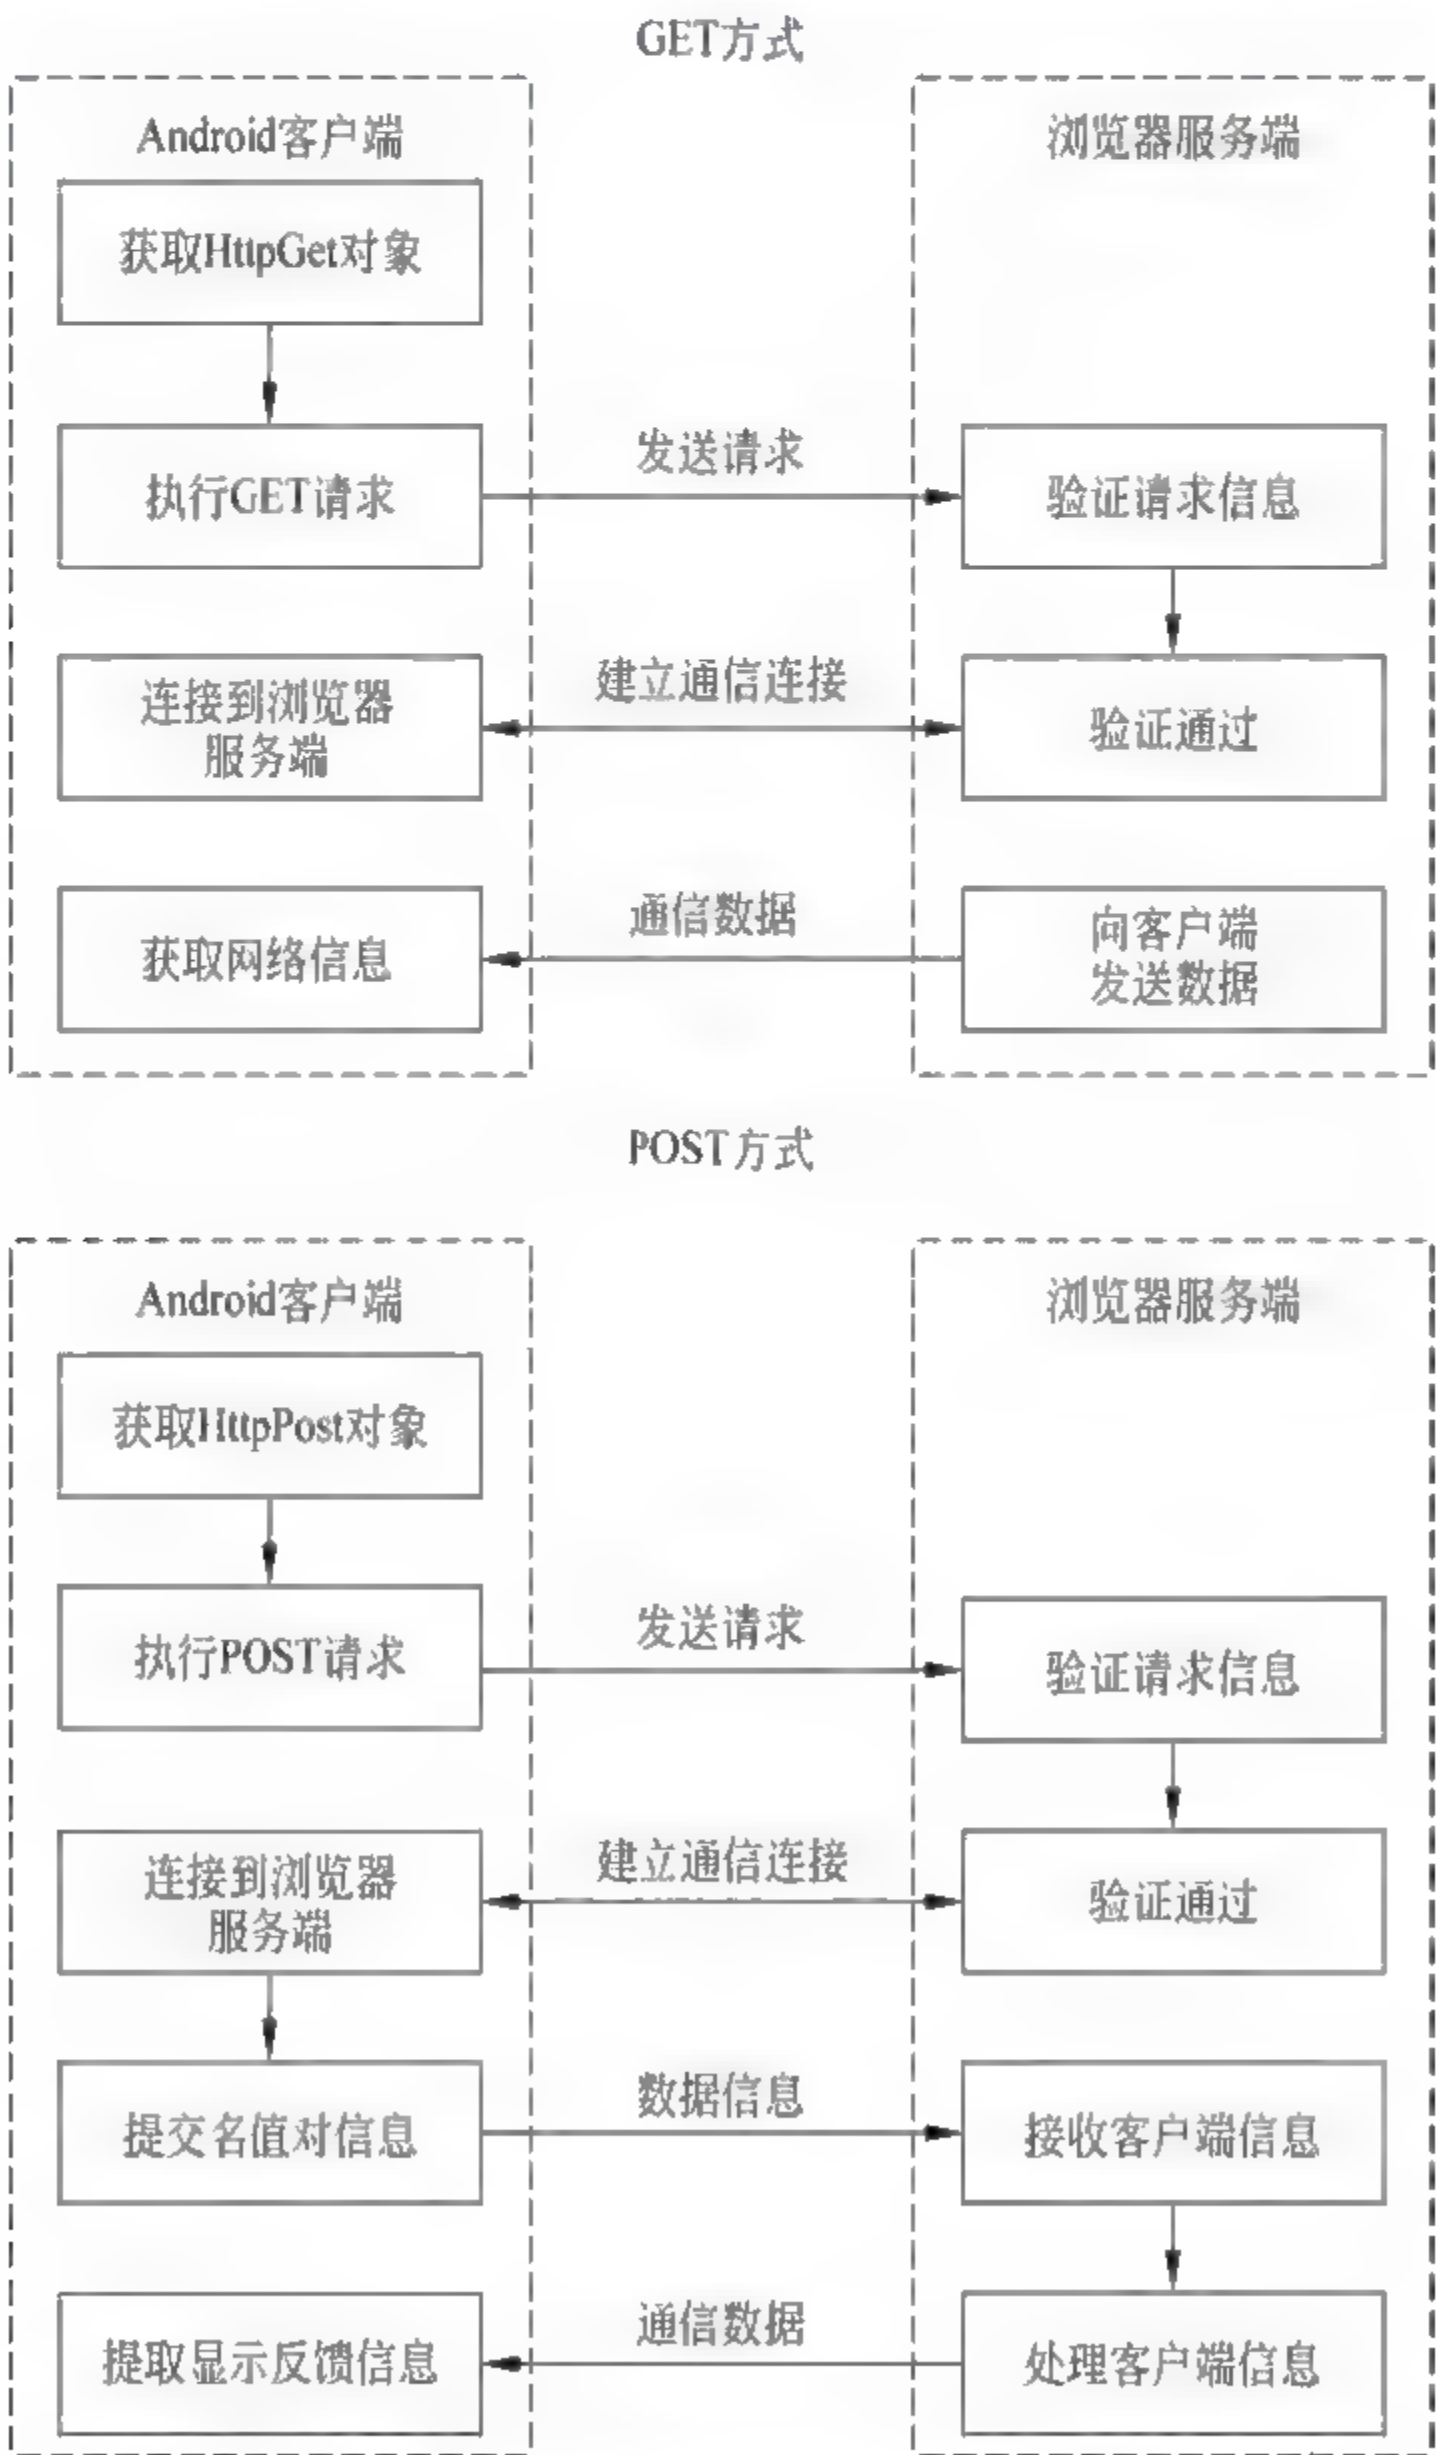 GET方式
Android客户端
浏览器服务端
获取HttpGet对象
执行GET请求
发送请求
验证请求信息
连接到浏览器
服务端
建立通信连接
验证通过
获取网络信息
通信数据
向客户端
发送数据
POST方式
Android客户端
浏览器服务端
获取HttpPost对象
执行POST请求
发送请求
验证请求信息
连接到浏览器
服务端
建立通信连接
验证通过
提交名值对信息
数据信息
接收客户端信息
提取显示反馈信息
通信数据
处理客户端信息